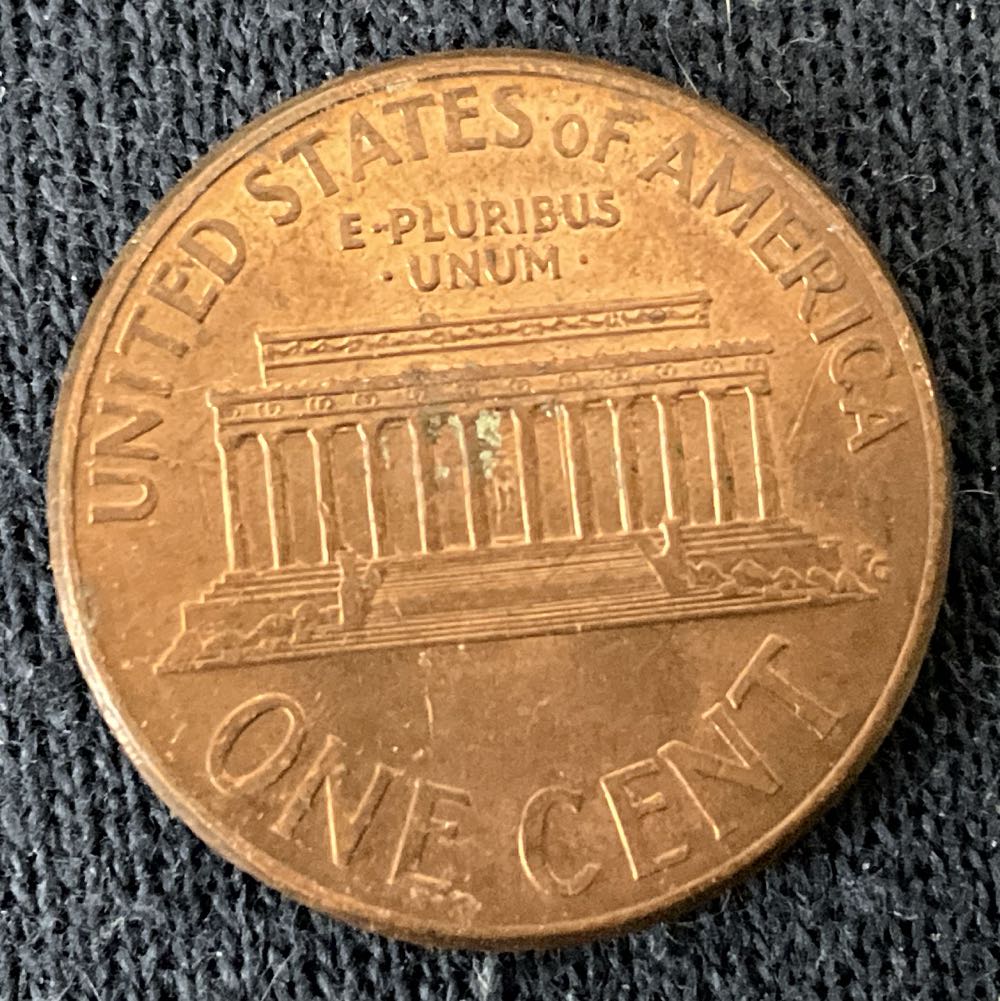 UNITED STATES OF AMERICA
E·PLURIBUS
·UNUM·
ONE CENT